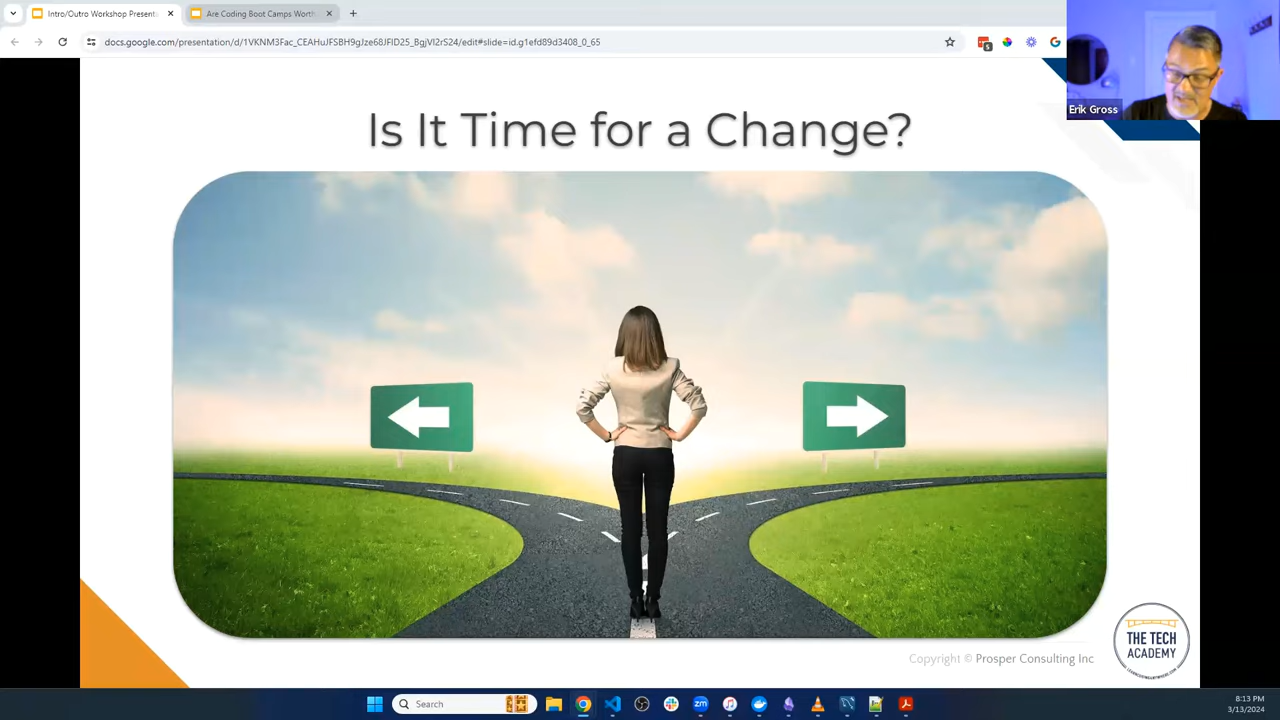 Intro/Outro Workshop Present
Are Coding Boot Camps Worth
docs.google.com/presentation/d/1VKNM3Fac_CEAHuJFSBH9gJze68JFID25_BgjVI2rS24/edit#slide=id.g1efd89d3408_0_65
5
Erik Gross
Is It Time for a Change?
THE TECH
ACADEMY
Copyright © Prosper Consulting Inc
Search
zm
8:13 PM
3/13/2024